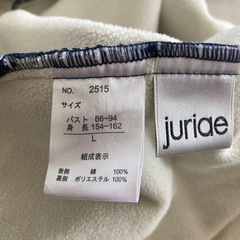 NO. 2515
サイズ
バスト 86-94
身長 154~162
L
組成表示
表側 綿 100%
裏側 ポリエステル 100%
juriae